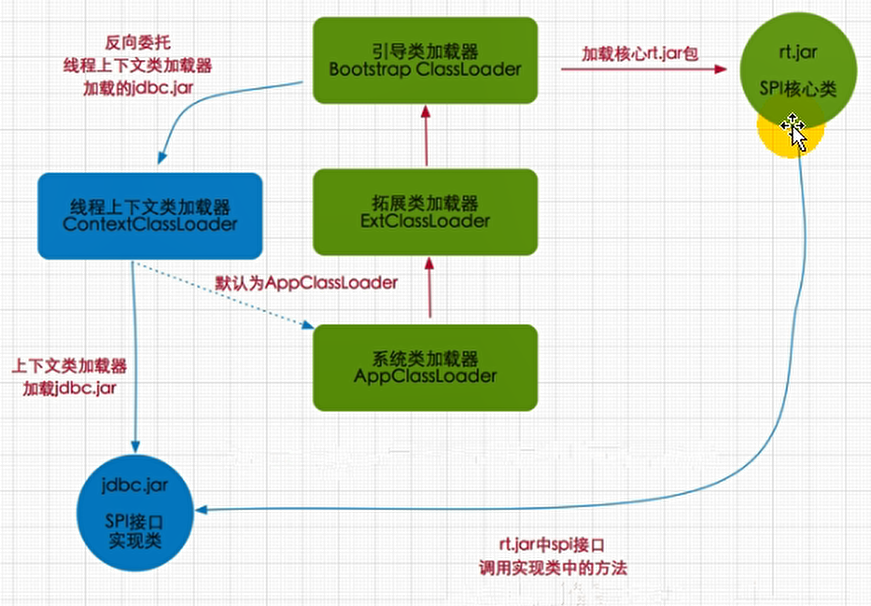 反向委托
线程上下文类加载器
加载的jdbc.jar
引导类加载器
Bootstrap ClassLoader
加载核心rt.jar包
rt.jar
SPI核心类
线程上下文类加载器
ContextClassLoader
拓展类加载器
ExtClassLoader
默认为AppClassLoader
系统类加载器
AppClassLoader
上下文类加载器
加载jdbc.jar
jdbc.jar
SPI接口
实现类
rt.jar中spi接口
调用实现类中的方法